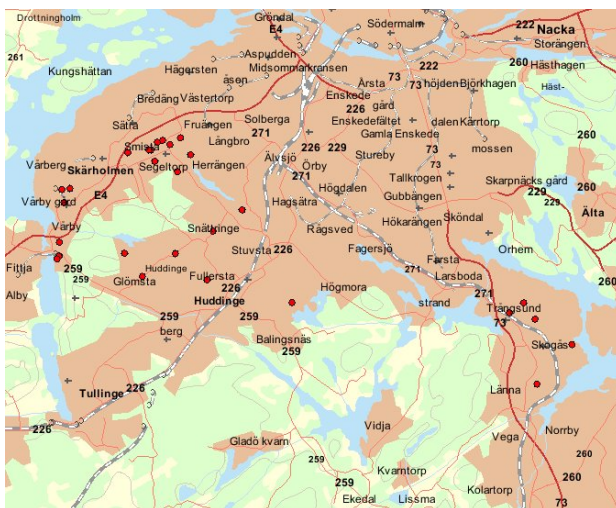 Drottningholm
Gröndal
Södermalm
222
Nacka
E4
Storängen
261
Kungshättan
Aspudden
Midsommarkransen
222
260
Hästhagen
Hägersten
åsen
Årsta
73
73
höjden
Björkhagen
Häst-
Bredäng
Västertorp
Enskede
226
gård
Sätra
Fruängen
Solberga
Enskedefältet
dalen
Kärrtorp
Långbro
271
Gamla
Enskede
260
Smista
226
229
73
mossen
Vårberg
Segeltorp
Herrängen
Älvsjö
Örby
Stureby
73
Skärholmen
271
Tallkrogen
Skarpnäcks gård
260
Vårby gård
E4
Högdalen
Gubbängen
229
229
Älta
Hagsätra
Vårby
Snättringe
Rågsved
Hökarängen
Sköndal
Stuvsta
226
Fagersjö
Orhem
Fittja
259
259
Huddinge
Farsta
260
Alby
Glömsta
Fullersta
226
Högmora
271
Larsboda
271
Huddinge
strand
Trångsund
259
259
73
berg
Balingsnäs
259
Skogås
Tullinge
226
Länna
226
Vidja
Vega
Norrby
Gladö kvarn
259
Kvarntorp
260
260
259
Ekedal
Lissma
Kolartorp
73